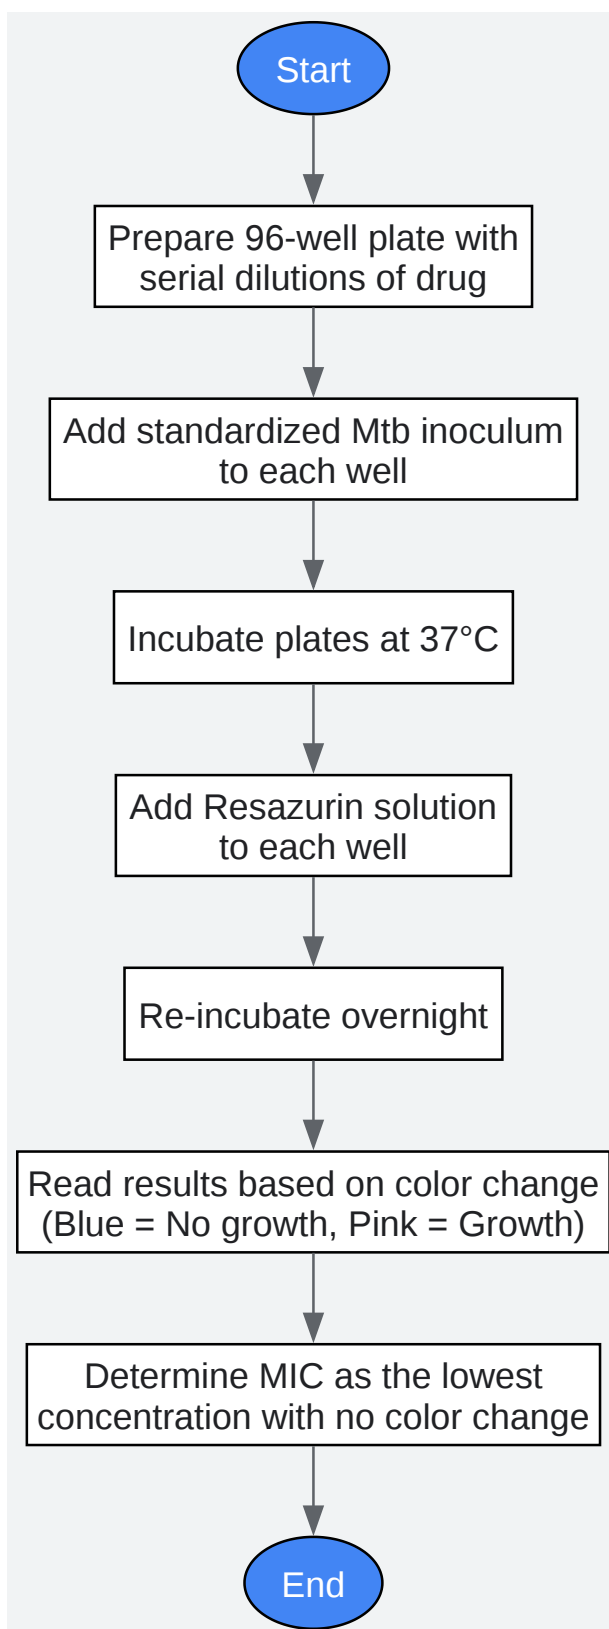 Start
Prepare 96-well plate with
serial dilutions of drug
Add standardized Mtb inoculum
to each well
Incubate plates at 37°C
Add Resazurin solution
to each well
Re-incubate overnight
Read results based on color change
(Blue = No growth, Pink = Growth)
Determine MIC as the lowest
concentration with no color change
End